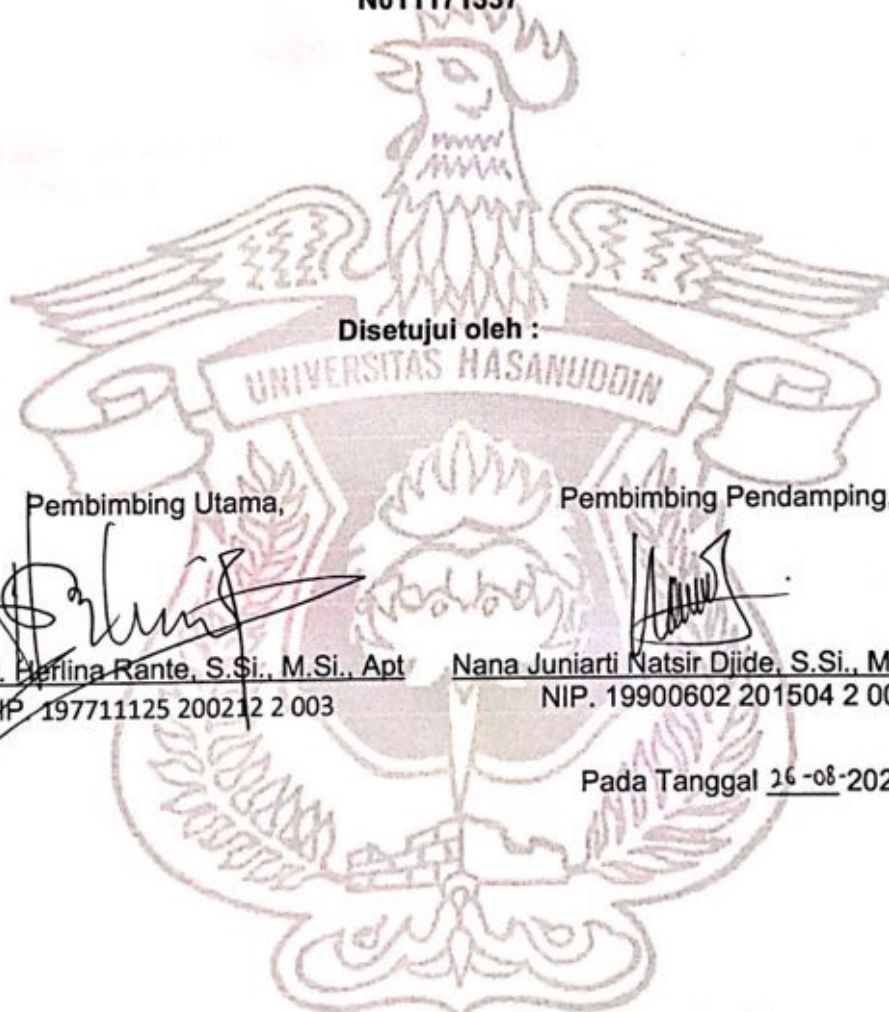 Disetujui oleh :
UNIVERSITAS HASANUDDIN
Pembimbing Utama,
Pembimbing Pendamping
. Herlina Rante, S.Si., M.Si., Apt
Nana Juniarti Natsir Djide, S.Si., M
IP. 197711125 200212 2 003
NIP. 19900602 201504 2 00
Pada Tanggal 26-08-202